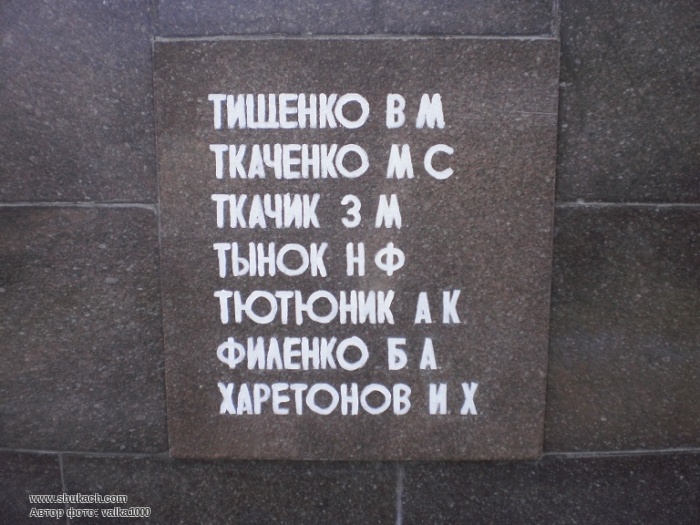 ТИЩЕНКО В М
ТКАЧЕНКО М С
ТКАЧИК З М
ТЫНОК Н Ф
ТЮТЮНИК А К
ФИЛЕНКО Б А
ХАРЕТОНОВ И Х
www.shukach.com
Автор фото: valkad000